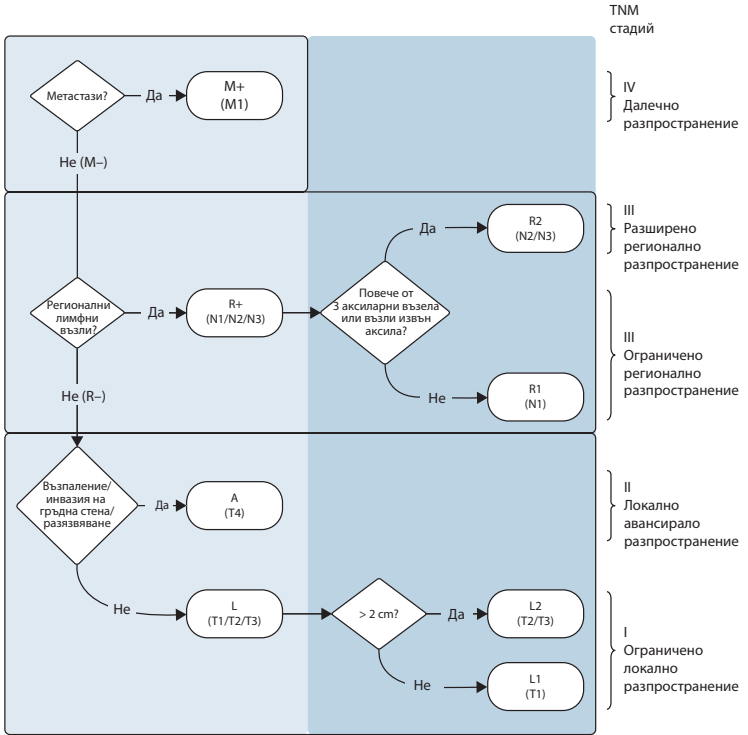 TNM
стадий
Метастази?
Да
M+
(M1)
IV
Далечно
разпространение
Не (M–)
Регионални
лимфни
възли?
Да
R+
(N1/N2/N3)
Повече от
3 аксиларни възела
или възли извън
аксила?
Да
R2
(N2/N3)
III
Разширено
регионално
разпространение
Не
R1
(N1)
III
Ограничено
регионално
разпространение
Не (R–)
Възпаление/
инвазия на
гръдна стена/
разязвяване
Да
A
(T4)
II
Локално
авансирало
разпространение
Не
L
(T1/T2/T3)
> 2 cm?
Да
L2
(T2/T3)
Не
L1
(T1)
I
Ограничено
локално
разпространение